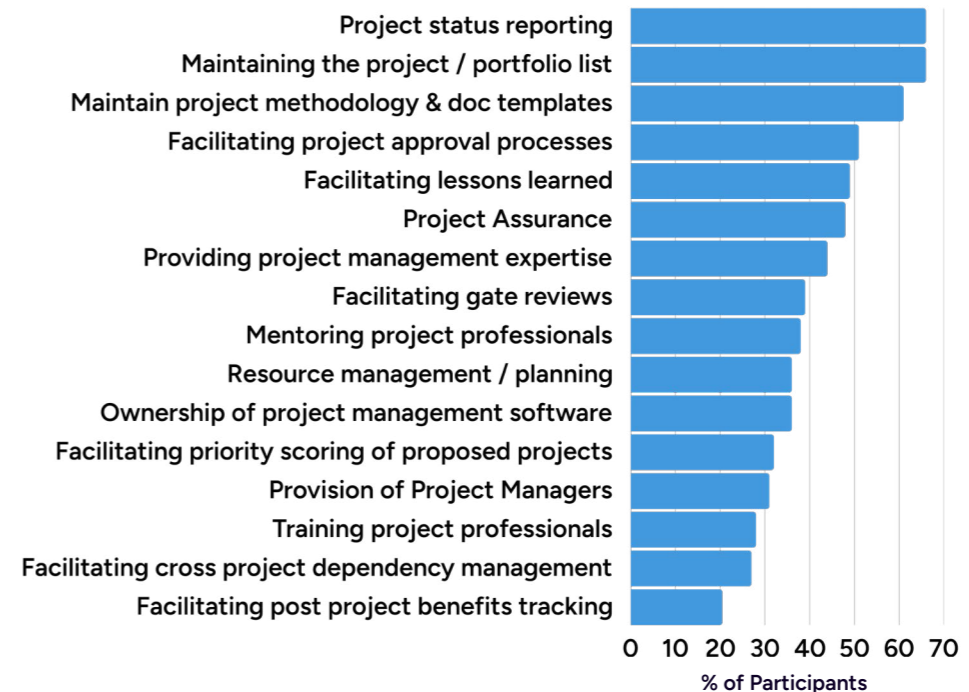 Project status reporting
Maintaining the project / portfolio list
Maintain project methodology & doc templates
Facilitating project approval processes
Facilitating lessons learned
Project Assurance
Providing project management expertise
Facilitating gate reviews
Mentoring project professionals
Resource management / planning
Ownership of project management software
Facilitating priority scoring of proposed projects
Provision of Project Managers
Training project professionals
Facilitating cross project dependency management
Facilitating post project benefits tracking
0 10 20 30 40 50 60 70
% of Participants